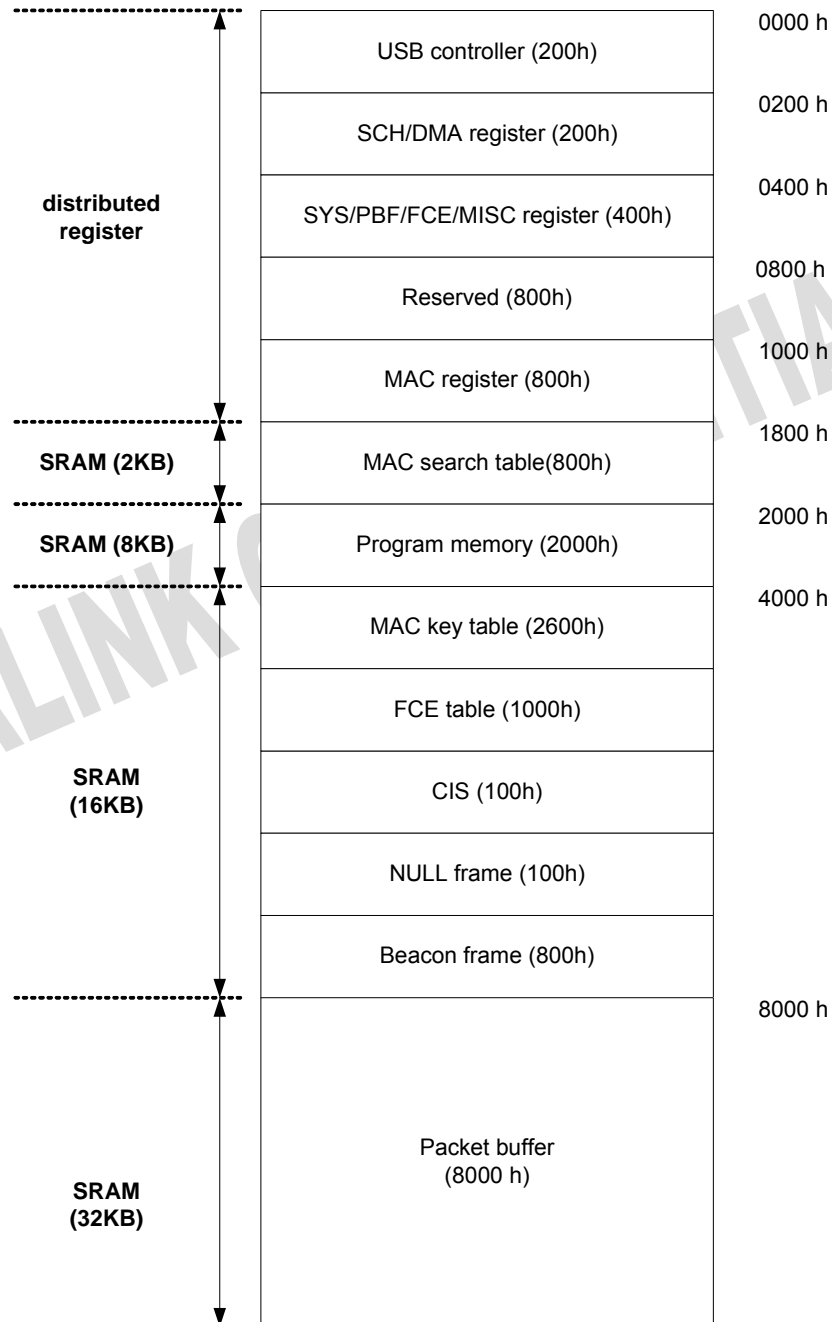 0000 h
USB controller (200h)
0200 h
SCH/DMA register (200h)
0400 h
distributed
register
SYS/PBF/FCE/MISC register (400h)
0800 h
Reserved (800h)
1000 h
MAC register (800h)
1800 h
SRAM (2KB)
MAC search table(800h)
2000 h
SRAM (8KB)
Program memory (2000h)
4000 h
MAC key table (2600h)
FCE table (1000h)
SRAM
(16KB)
CIS (100h)
NULL frame (100h)
Beacon frame (800h)
8000 h
Packet buffer
(8000 h)
SRAM
(32KB)